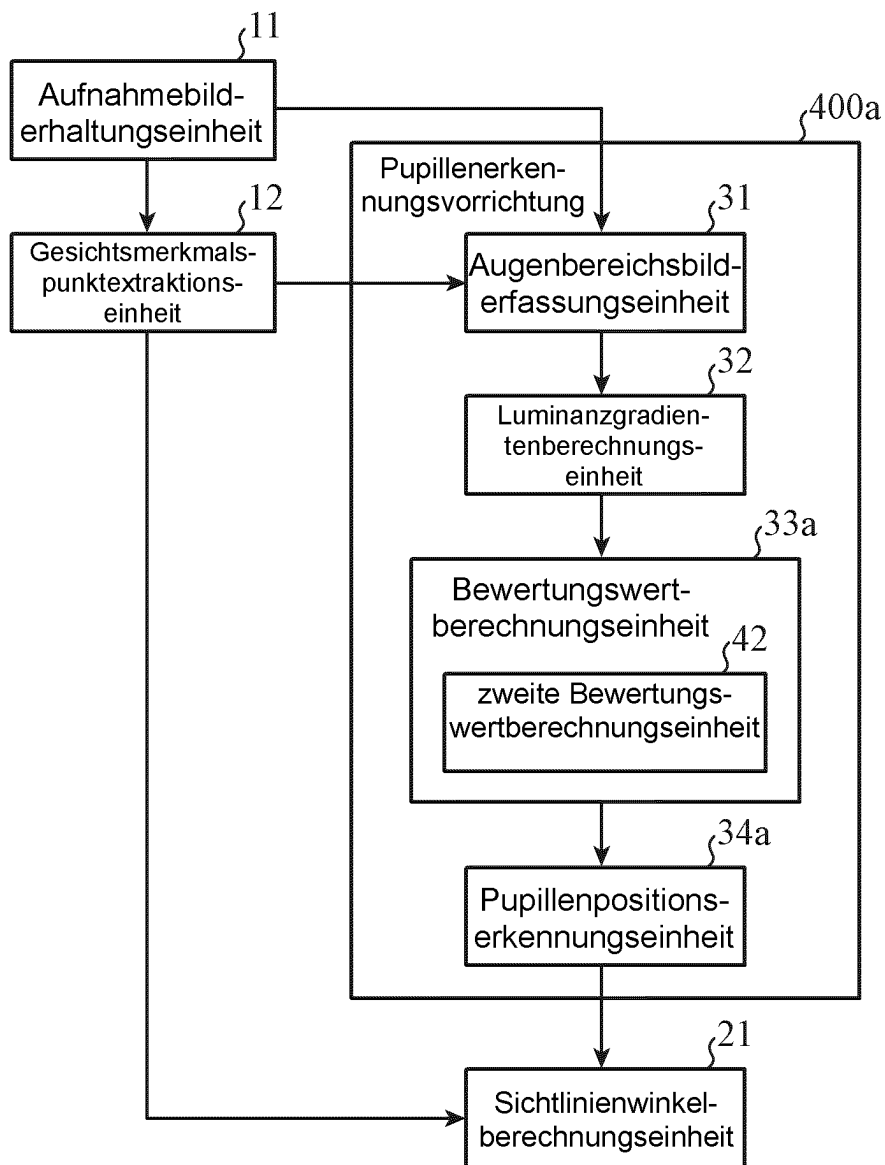 11
Aufnahmebild-
erhaltungseinheit
400a
Pupillenerken-
nungsvorrichtung
12
Gesichtsmerkmals-
punktextraktions-
einheit
31
Augenbereichsbild-
erfassungseinheit
32
Luminanzgradien-
tenberechnungs-
einheit
33a
Bewertungswert-
berechnungseinheit
42
zweite Bewertungs-
wertberechnungseinheit
34a
Pupillenpositions-
erkennungseinheit
21
Sichtlinienwinkel-
berechnungseinheit